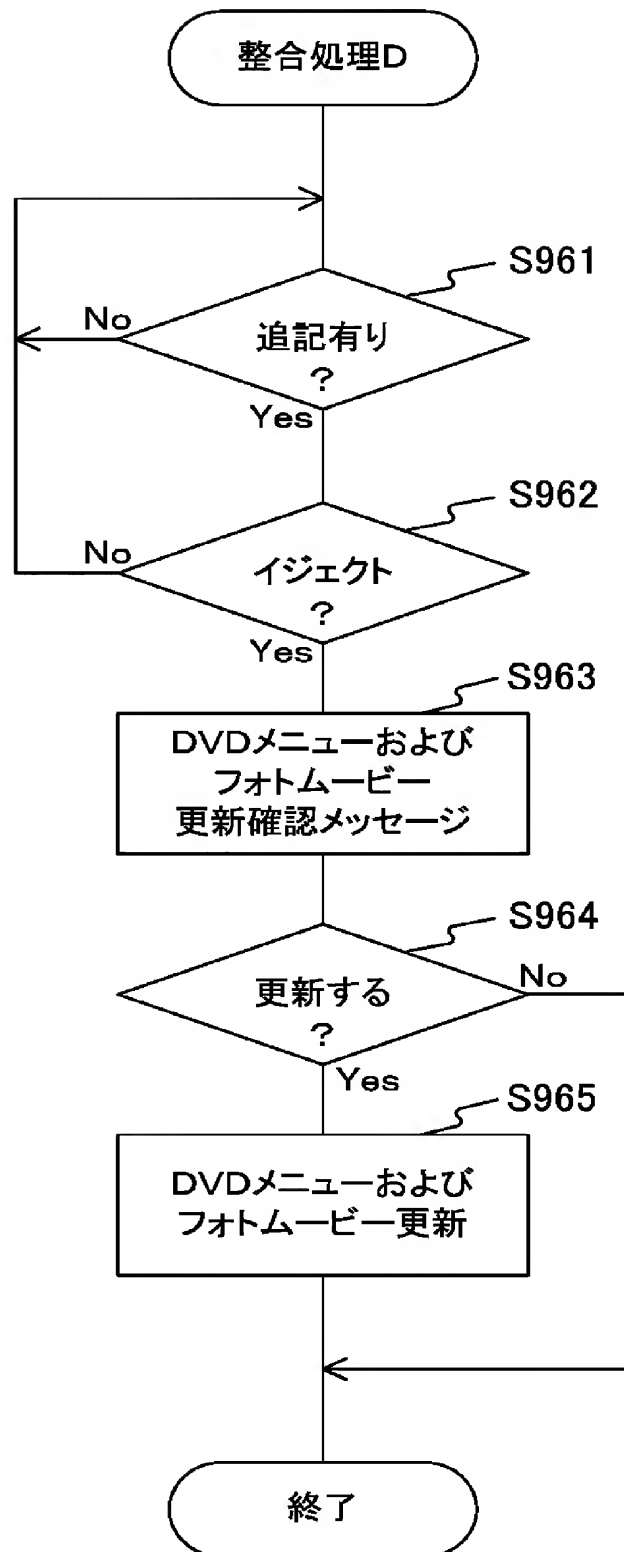 整合処理D
S961
No
追記有り
?
Yes
S962
No
イジェクト
?
Yes
S963
DVDメニューおよび
フォトムービー
更新確認メッセージ
S964
更新する
?
No
Yes
S965
DVDメニューおよび
フォトムービー更新
終了